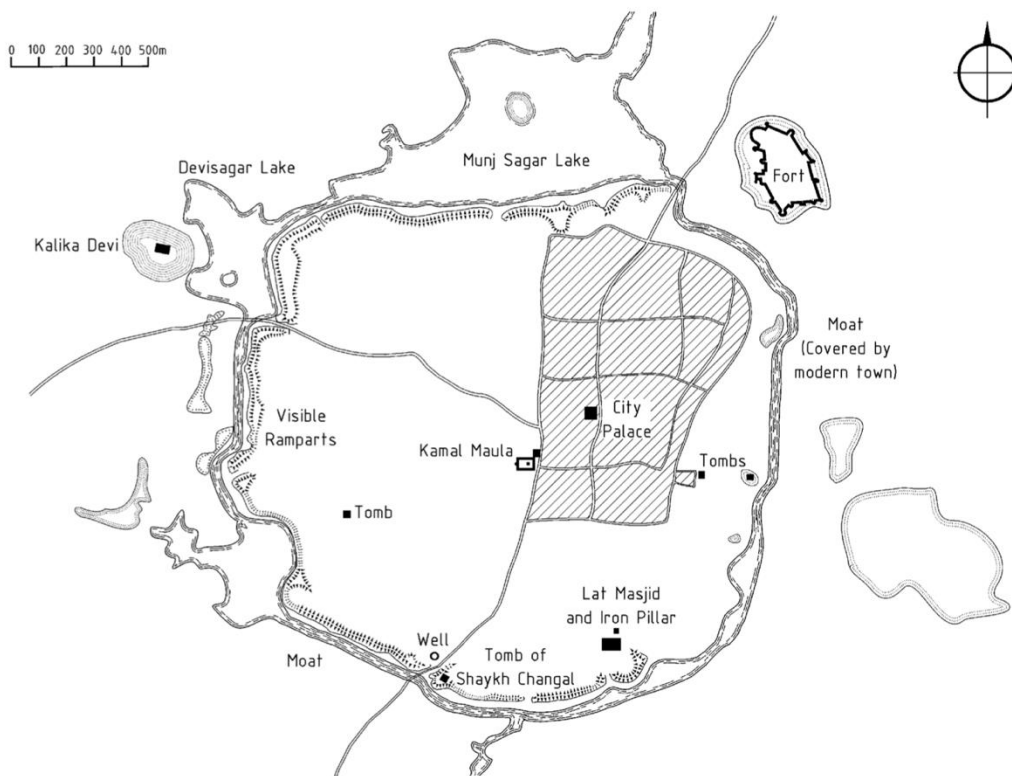 0 100 200 300 400 500m
Munj Sagar Lake
Devisagar Lake
Fort
Kalika Devi
Moat
(Covered by
modern town)
City
Palace
Visible
Ramparts
Kamal Maula
Tombs
Tomb
Lat Masjid
and Iron Pillar
Well
Moat
Tomb of
Shaykh Changal